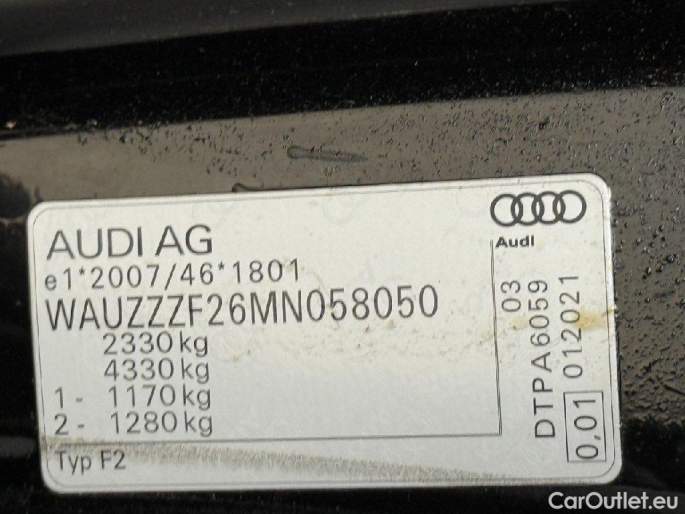 AUDI AG
e1*2007/46*1801
WAUZZZF26MN058050
2330 kg
4330 kg
1 - 1170 kg
2 - 1280 kg
Typ F2
Audi
03
DTPA6059
012021
0,01
CarOutlet.eu